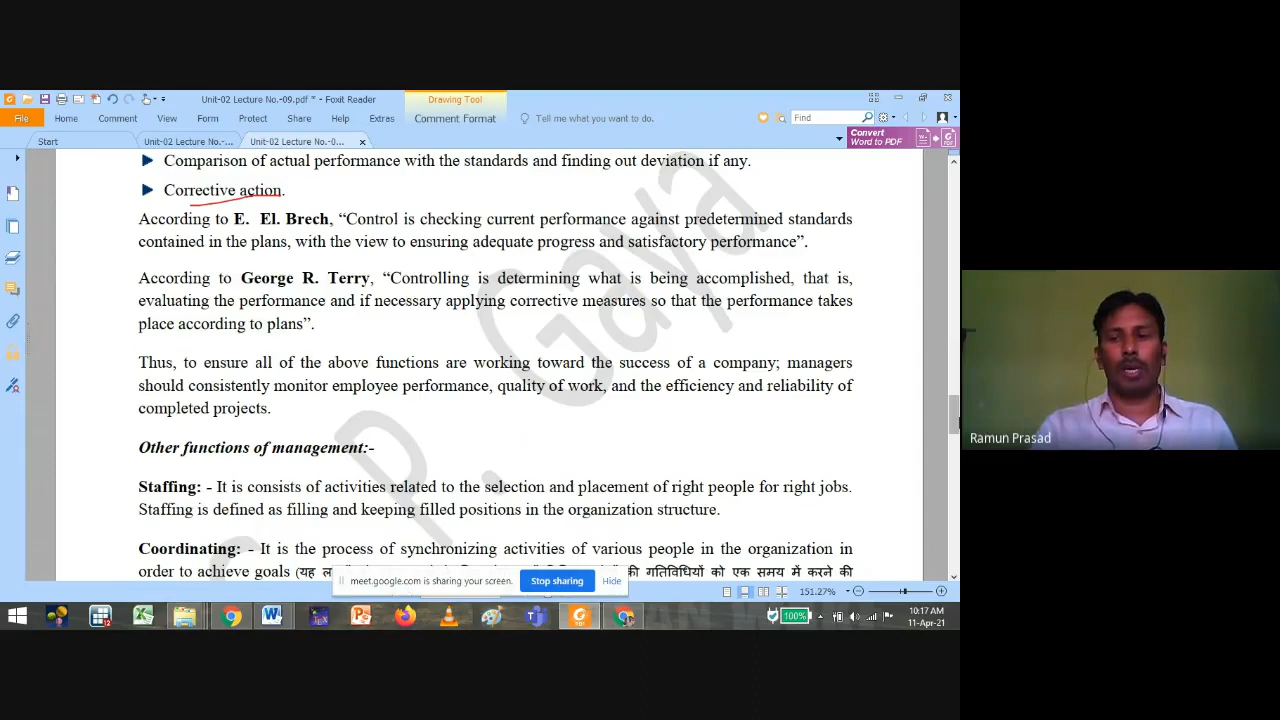 Unit-02 Lecture No.-09.pdf * - Foxit Reader
Drawing Tool
File
Home
Comment
View
Form
Protect
Share
Help
Extras
Comment Format
Tell me what you want to do.
Find
Start
Unit-02 Lecture No.-...
Unit-02 Lecture No.-0...
Convert
Word to PDF
Comparison of actual performance with the standards and finding out deviation if any.
Corrective action.
According to E. El. Brech, “Control is checking current performance against predetermined standards
contained in the plans, with the view to ensuring adequate progress and satisfactory performance”.
According to George R. Terry, “Controlling is determining what is being accomplished, that is,
evaluating the performance and if necessary applying corrective measures so that the performance takes
place according to plans”.
Thus, to ensure all of the above functions are working toward the success of a company; managers
should consistently monitor employee performance, quality of work, and the efficiency and reliability of
completed projects.
Other functions of management:-
Staffing: - It is consists of activities related to the selection and placement of right people for right jobs.
Staffing is defined as filling and keeping filled positions in the organization structure.
Coordinating: - It is the process of synchronizing activities of various people in the organization in
order to achieve goals (यह की गतिविधियों को एक समय में करने की
P. Gaya
meet.google.com is sharing your screen.
Stop sharing
Hide
151.27%
100%
10:17 AM
11-Apr-21
Ramun Prasad